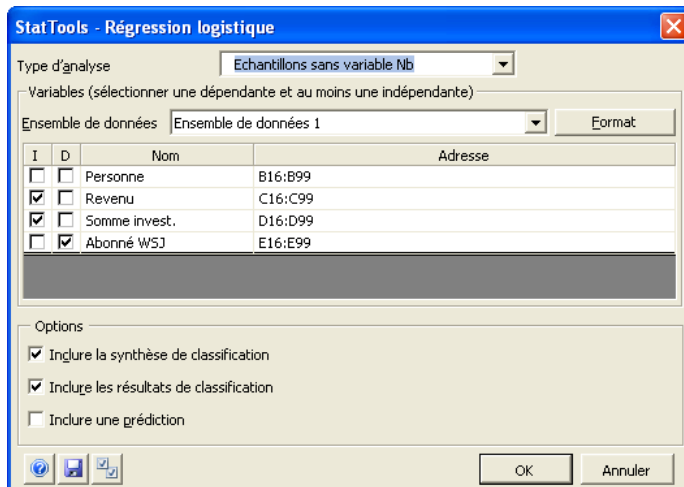 StatTools - Régression logistique
Type d'analyse Echantillons sans variable Nb
Variables (sélectionner une dépendante et au moins une indépendante)
Ensemble de données Ensemble de données 1 Format
I D Nom Adresse
Personne B16:B99
Revenu C16:C99
Somme invest. D16:D99
Abonné WSJ E16:E99
Options
Inclure la synthèse de classification
Inclure les résultats de classification
Inclure une prédiction
OK Annuler